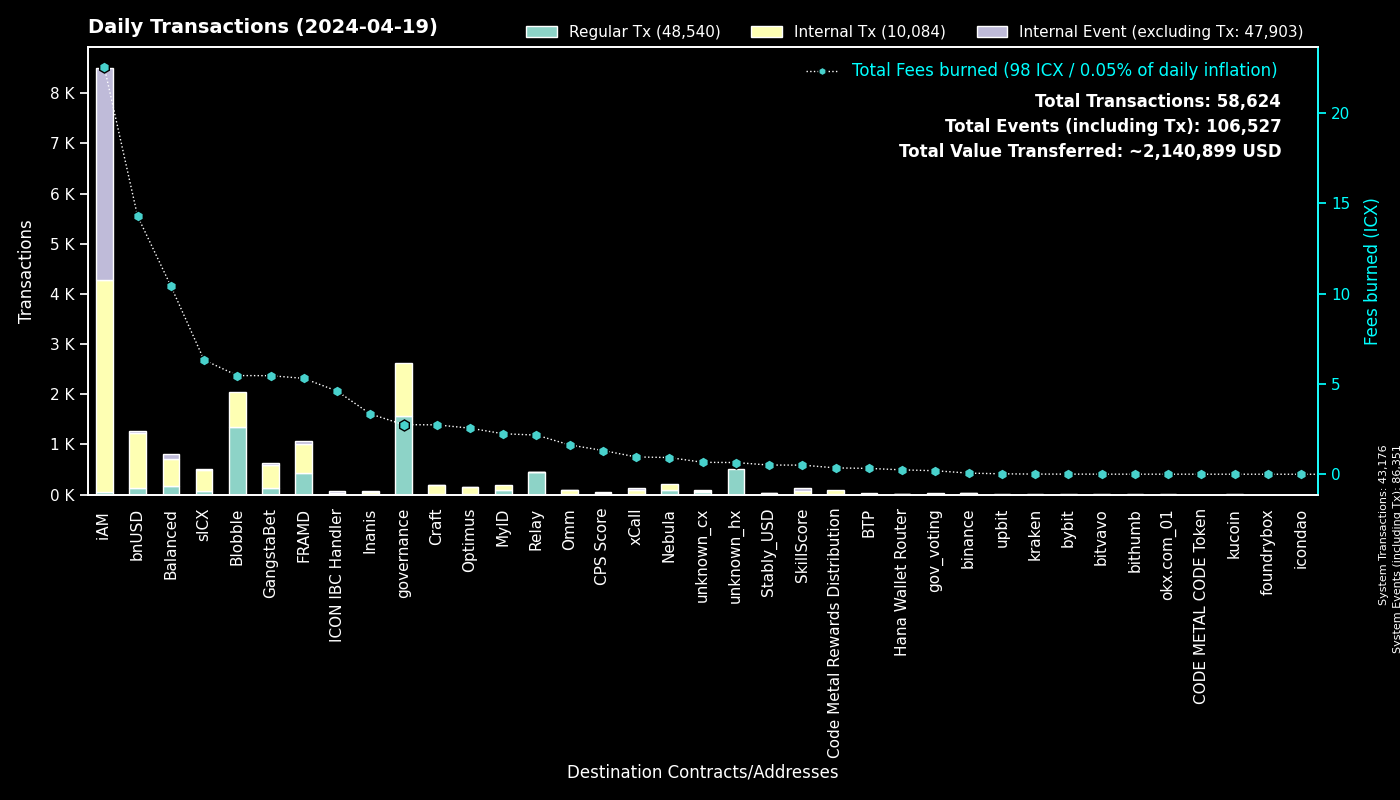 Daily Transactions (2024-04-19)
Regular Tx (48,540)
Internal Tx (10,084)
Internal Event (excluding Tx: 47,903)
Total Fees burned (98 ICX / 0.05% of daily inflation)
Total Transactions: 58,624
Total Events (including Tx): 106,527
Total Value Transferred: ~2,140,899 USD
Transactions
8 K
7 K
6 K
5 K
4 K
3 K
2 K
1 K
0 K
20
15
10
5
0
Fees burned (ICX)
iAM
bnUSD
Balanced
sICX
Blobble
GangstaBet
FRAMD
ICON IBC Handler
Inanis
governance
Craft
Optimus
MyID
Relay
Omm
CPS Score
xCall
Nebula
unknown_cx
unknown_hx
Stably_USD
SkillScore
Code Metal Rewards Distribution
BTP
Hana Wallet Router
gov_voting
binance
upbit
kraken
bybit
bitvavo
bithumb
okx.com_01
CODE METAL CODE Token
kucoin
foundrybox
icondao
Destination Contracts/Addresses
System Transactions: 43,176
System Events (including Tx): 86,351